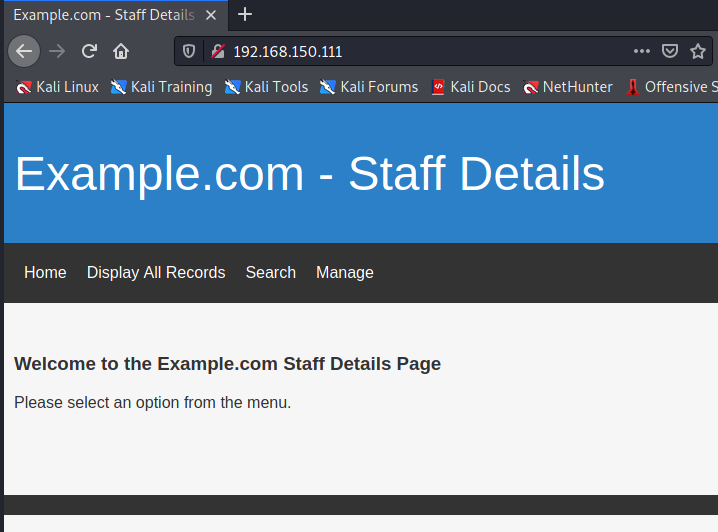 Example.com - Staff Details
192.168.150.111
Kali Linux Kali Training Kali Tools Kali Forums Kali Docs NetHunter Offensive S
Example.com - Staff Details
Home Display All Records Search Manage
Welcome to the Example.com Staff Details Page
Please select an option from the menu.